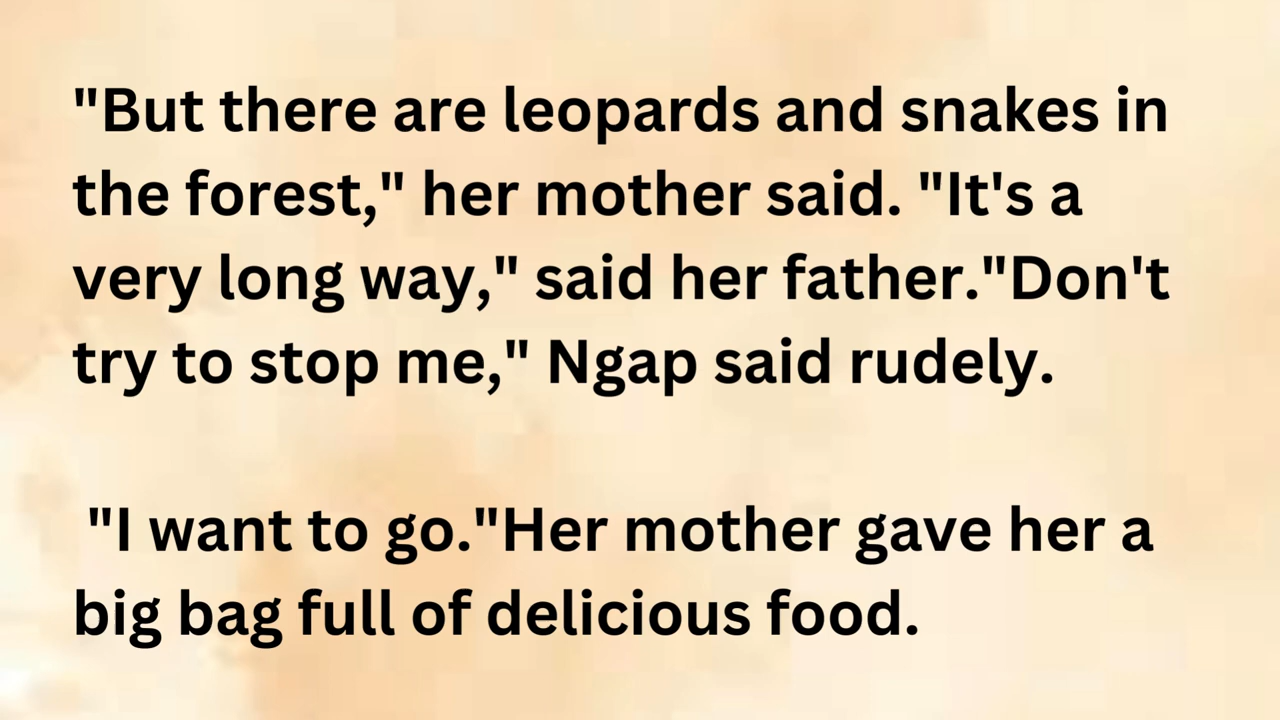 "But there are leopards and snakes in
the forest," her mother said. "It's a
very long way," said her father."Don't
try to stop me," Ngap said rudely.
"I want to go."Her mother gave her a
big bag full of delicious food.